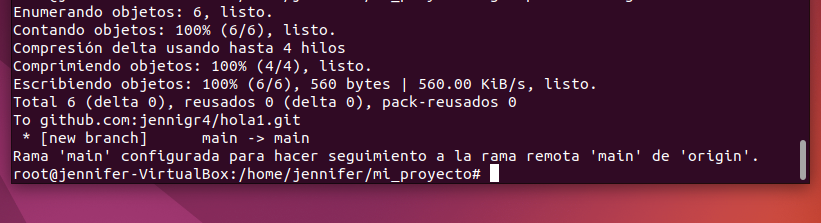 Enumerando objetos: 6, listo.
Contando objetos: 100% (6/6), listo.
Compresión delta usando hasta 4 hilos
Comprimiendo objetos: 100% (4/4), listo.
Escribiendo objetos: 100% (6/6), 560 bytes | 560.00 KiB/s, listo.
Total 6 (delta 0), reusados 0 (delta 0), pack-reusados 0
To github.com:jennigr4/hola1.git
 * [new branch]      main -> main
Rama 'main' configurada para hacer seguimiento a la rama remota 'main' de 'origin'.
root@jennifer-VirtualBox:/home/jennifer/mi_proyecto#